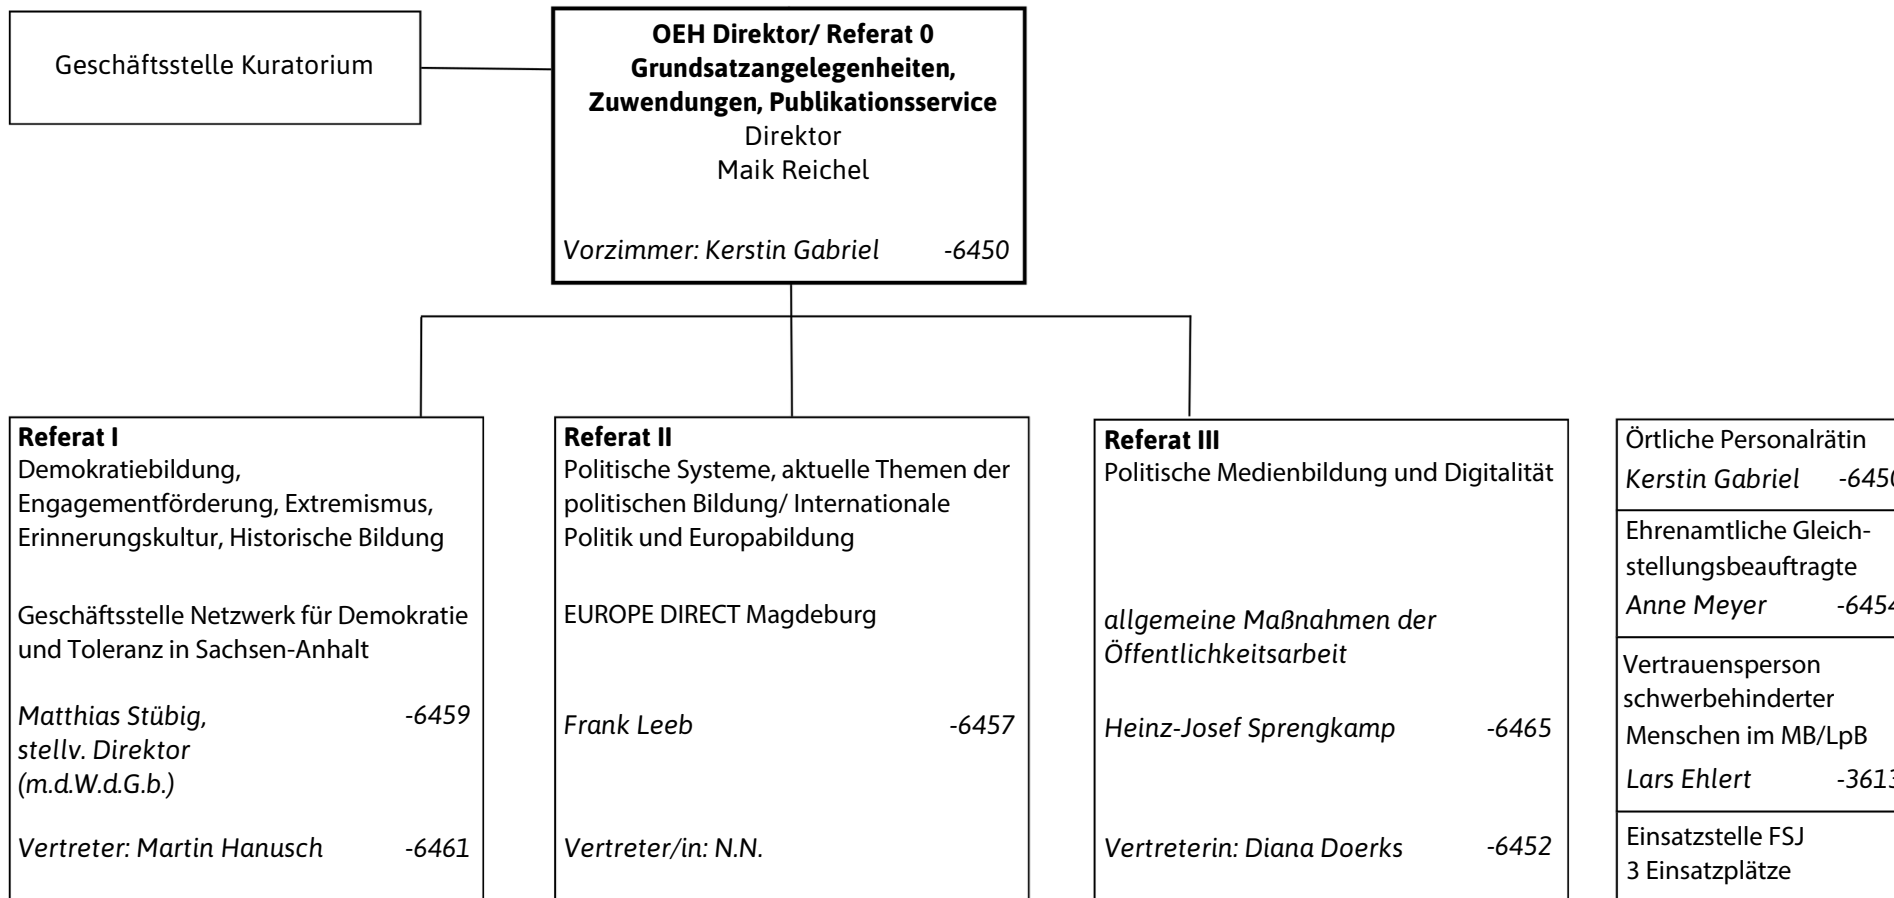 Geschäftsstelle Kuratorium
OEH Direktor/ Referat 0
Grundsatzangelegenheiten,
Zuwendungen, Publikationsservice
Direktor
Maik Reichel
Vorzimmer: Kerstin Gabriel -6450
Referat I
Demokratiebildung,
Engagementförderung, Extremismus,
Erinnerungskultur, Historische Bildung
Geschäftsstelle Netzwerk für Demokratie
und Toleranz in Sachsen-Anhalt
Matthias Stübig, -6459
stellv. Direktor
(m.d.W.d.G.b.)
Vertreter: Martin Hanusch -6461
Referat II
Politische Systeme, aktuelle Themen der
politischen Bildung/ Internationale
Politik und Europabildung
EUROPE DIRECT Magdeburg
Frank Leeb -6457
Vertreter/in: N.N.
Referat III
Politische Medienbildung und Digitalität
allgemeine Maßnahmen der
Öffentlichkeitsarbeit
Heinz-Josef Sprengkamp -6465
Vertreterin: Diana Doerks -6452
Örtliche Personalrätin
Kerstin Gabriel -6450
Ehrenamtliche Gleich-
stellungsbeauftragte
Anne Meyer -6454
Vertrauensperson
schwerbehinderter
Menschen im MB/LpB
Lars Ehlert -3613
Einsatzstelle FSJ
3 Einsatzplätze